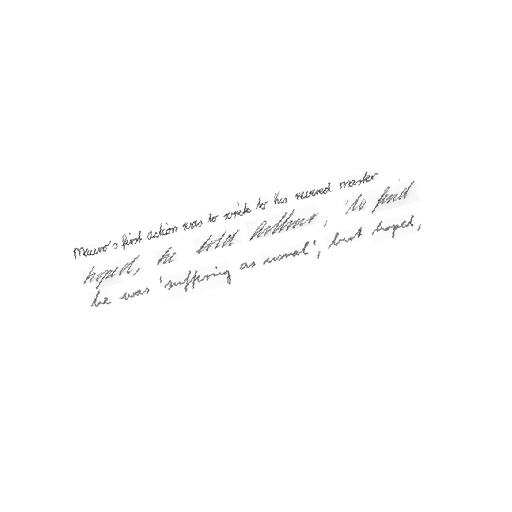 Mauro's first action was to write to his revered master
hoped, he told Arthur, 'to find
he was 'suffering as usual', but hoped,